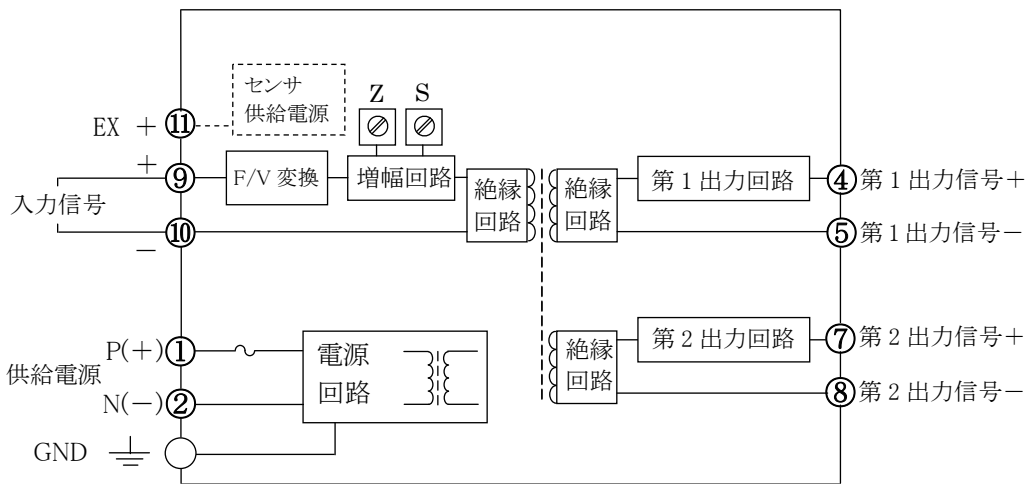 センサ
供給電源
Z
S
EX +
⑪
+
⑨
F/V 変換
増幅回路
絶縁
回路
絶縁
回路
第1出力回路
④
第1出力信号+
入力信号
⑩
−
⑤
第1出力信号−
P(+)
①
供給電源
N(−)
②
GND
電源
回路
絶縁
回路
第2出力回路
⑦
第2出力信号+
⑧
第2出力信号−